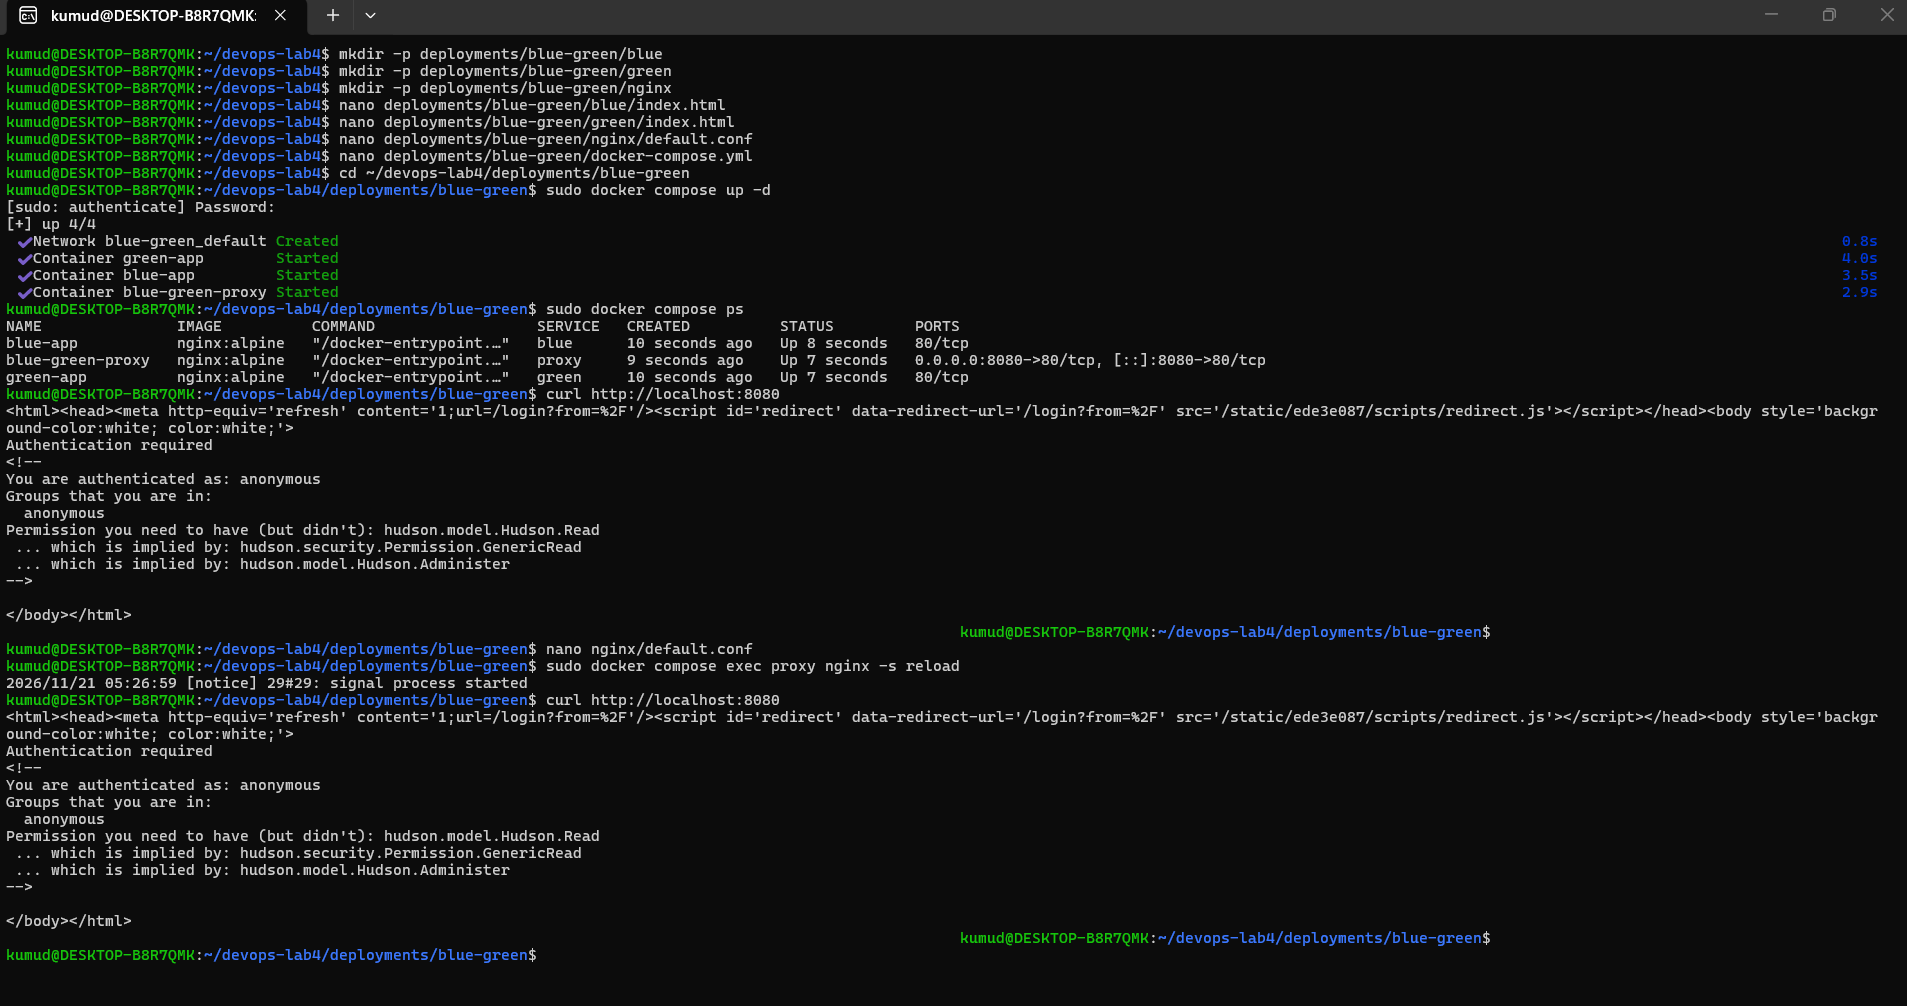 kumud@DESKTOP-B8R7QMK:
kumud@DESKTOP-B8R7QMK:~/devops-lab4$ mkdir -p deployments/blue-green/blue
kumud@DESKTOP-B8R7QMK:~/devops-lab4$ mkdir -p deployments/blue-green/green
kumud@DESKTOP-B8R7QMK:~/devops-lab4$ mkdir -p deployments/blue-green/nginx
kumud@DESKTOP-B8R7QMK:~/devops-lab4$ nano deployments/blue-green/blue/index.html
kumud@DESKTOP-B8R7QMK:~/devops-lab4$ nano deployments/blue-green/green/index.html
kumud@DESKTOP-B8R7QMK:~/devops-lab4$ nano deployments/blue-green/nginx/default.conf
kumud@DESKTOP-B8R7QMK:~/devops-lab4$ nano deployments/blue-green/docker-compose.yml
kumud@DESKTOP-B8R7QMK:~/devops-lab4$ cd ~/devops-lab4/deployments/blue-green
kumud@DESKTOP-B8R7QMK:~/devops-lab4/deployments/blue-green$ sudo docker compose up -d
[sudo: authenticate] Password:
[+] up 4/4
✔Network blue-green_default Created 0.8s
✔Container green-app Started 4.0s
✔Container blue-app Started 3.5s
✔Container blue-green-proxy Started 2.9s
kumud@DESKTOP-B8R7QMK:~/devops-lab4/deployments/blue-green$ sudo docker compose ps
NAME IMAGE COMMAND SERVICE CREATED STATUS PORTS
blue-app nginx:alpine "/docker-entrypoint.…" blue 10 seconds ago Up 8 seconds 80/tcp
blue-green-proxy nginx:alpine "/docker-entrypoint.…" proxy 9 seconds ago Up 7 seconds 0.0.0.0:8080->80/tcp, [::]:8080->80/tcp
green-app nginx:alpine "/docker-entrypoint.…" green 10 seconds ago Up 7 seconds 80/tcp
kumud@DESKTOP-B8R7QMK:~/devops-lab4/deployments/blue-green$ curl http://localhost:8080
<html><head><meta http-equiv='refresh' content='1;url=/login?from=%2F'/><script id='redirect' data-redirect-url='/login?from=%2F' src='/static/ede3e087/scripts/redirect.js'></script></head><body style='backgr
ound-color:white; color:white;'>
Authentication required
<!--
You are authenticated as: anonymous
Groups that you are in:
  anonymous
Permission you need to have (but didn't): hudson.model.Hudson.Read
 ... which is implied by: hudson.security.Permission.GenericRead
 ... which is implied by: hudson.model.Hudson.Administer
-->
</body></html>
kumud@DESKTOP-B8R7QMK:~/devops-lab4/deployments/blue-green$
kumud@DESKTOP-B8R7QMK:~/devops-lab4/deployments/blue-green$ nano nginx/default.conf
kumud@DESKTOP-B8R7QMK:~/devops-lab4/deployments/blue-green$ sudo docker compose exec proxy nginx -s reload
2026/11/21 05:26:59 [notice] 29#29: signal process started
kumud@DESKTOP-B8R7QMK:~/devops-lab4/deployments/blue-green$ curl http://localhost:8080
<html><head><meta http-equiv='refresh' content='1;url=/login?from=%2F'/><script id='redirect' data-redirect-url='/login?from=%2F' src='/static/ede3e087/scripts/redirect.js'></script></head><body style='backgr
ound-color:white; color:white;'>
Authentication required
<!--
You are authenticated as: anonymous
Groups that you are in:
  anonymous
Permission you need to have (but didn't): hudson.model.Hudson.Read
 ... which is implied by: hudson.security.Permission.GenericRead
 ... which is implied by: hudson.model.Hudson.Administer
-->
</body></html>
kumud@DESKTOP-B8R7QMK:~/devops-lab4/deployments/blue-green$
kumud@DESKTOP-B8R7QMK:~/devops-lab4/deployments/blue-green$